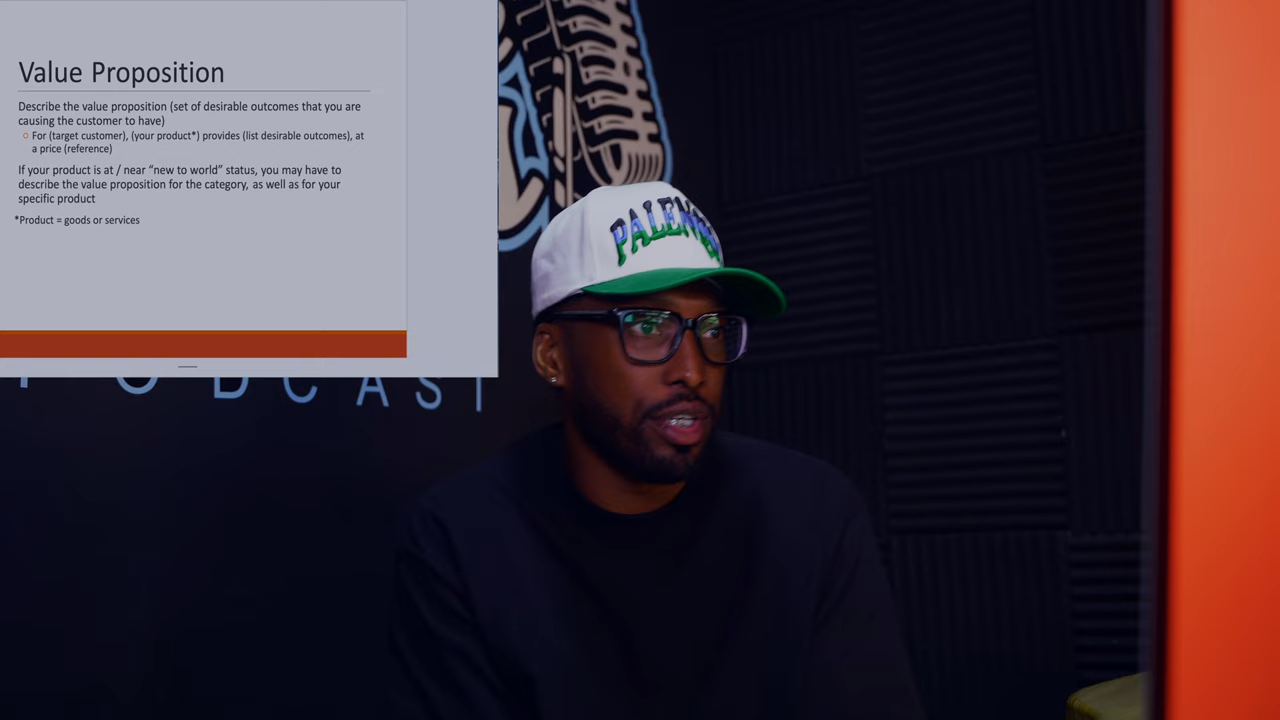 Value Proposition
Describe the value proposition (set of desirable outcomes that you are
causing the customer to have)
○ For (target customer), (your product*) provides (list desirable outcomes), at
a price (reference)
If your product is at / near “new to world” status, you may have to
describe the value proposition for the category, as well as for your
specific product
*Product = goods or services
PODCAST